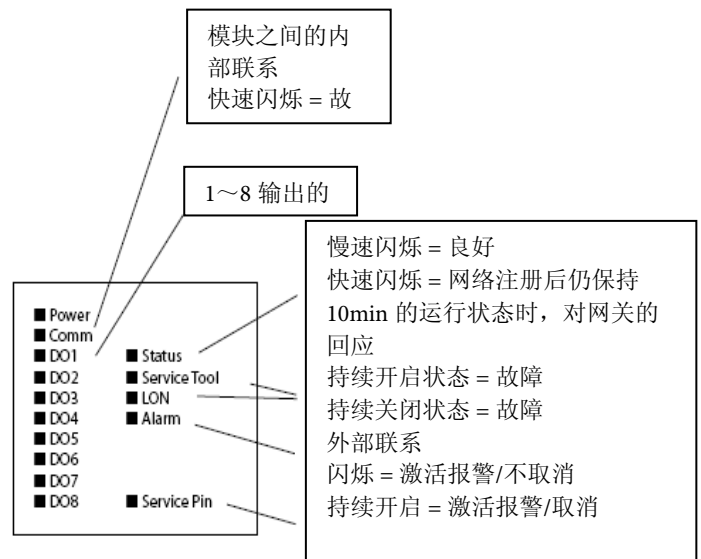 模块之间的内
部联系
快速闪烁 = 故
1～8 输出的
慢速闪烁 = 良好
快速闪烁 = 网络注册后仍保持
10min 的运行状态时，对网关的
回应
持续开启状态 = 故障
持续关闭状态 = 故障
外部联系
闪烁 = 激活报警/不取消
持续开启 = 激活报警/取消
Power
Comm
DO1 Status
DO2 Service Tool
DO3 LON
DO4 Alarm
DO5
DO6
DO7
DO8 Service Pin